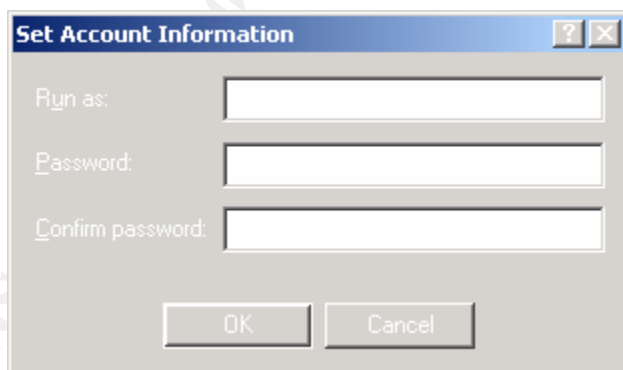 Set Account Information
Run as:
Password:
Confirm password:
OK Cancel